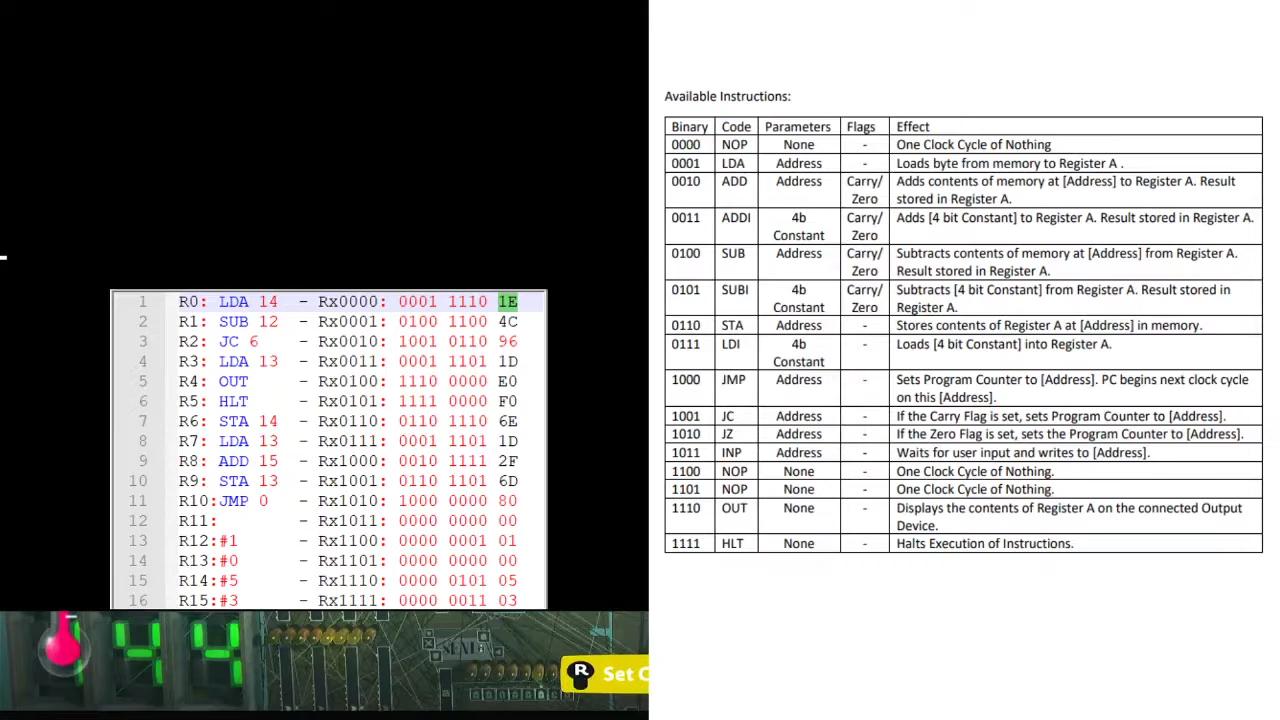 1 R0: LDA 14 - Rx0000: 0001 1110 1E
2 R1: SUB 12 - Rx0001: 0100 1100 4C
3 R2: JC 6 - Rx0010: 1001 0110 96
4 R3: LDA 13 - Rx0011: 0001 1101 1D
5 R4: OUT - Rx0100: 1110 0000 E0
6 R5: HLT - Rx0101: 1111 0000 F0
7 R6: STA 14 - Rx0110: 0110 1110 6E
8 R7: LDA 13 - Rx0111: 0001 1101 1D
9 R8: ADD 15 - Rx1000: 0010 1111 2F
10 R9: STA 13 - Rx1001: 0110 1101 6D
11 R10:JMP 0 - Rx1010: 1000 0000 80
12 R11: - Rx1011: 0000 0000 00
13 R12:#1 - Rx1100: 0000 0001 01
14 R13:#0 - Rx1101: 0000 0000 00
15 R14:#5 - Rx1110: 0000 0101 05
16 R15:#3 - Rx1111: 0000 0011 03
144
R Set C
Available Instructions:
Binary Code Parameters Flags Effect
0000 NOP None - One Clock Cycle of Nothing
0001 LDA Address - Loads byte from memory to Register A .
0010 ADD Address Carry/ Adds contents of memory at [Address] to Register A. Result
Zero stored in Register A.
0011 ADDI 4b Carry/ Adds [4 bit Constant] to Register A. Result stored in Register A.
Constant Zero
0100 SUB Address Carry/ Subtracts contents of memory at [Address] from Register A.
Zero Result stored in Register A.
0101 SUBI 4b Carry/ Subtracts [4 bit Constant] from Register A. Result stored in
Constant Zero Register A.
0110 STA Address - Stores contents of Register A at [Address] in memory.
0111 LDI 4b - Loads [4 bit Constant] into Register A.
Constant
1000 JMP Address - Sets Program Counter to [Address]. PC begins next clock cycle
on this [Address].
1001 JC Address - If the Carry Flag is set, sets Program Counter to [Address].
1010 JZ Address - If the Zero Flag is set, sets the Program Counter to [Address].
1011 INP Address - Waits for user input and writes to [Address].
1100 NOP None - One Clock Cycle of Nothing.
1101 NOP None - One Clock Cycle of Nothing.
1110 OUT None - Displays the contents of Register A on the connected Output
Device.
1111 HLT None - Halts Execution of Instructions.